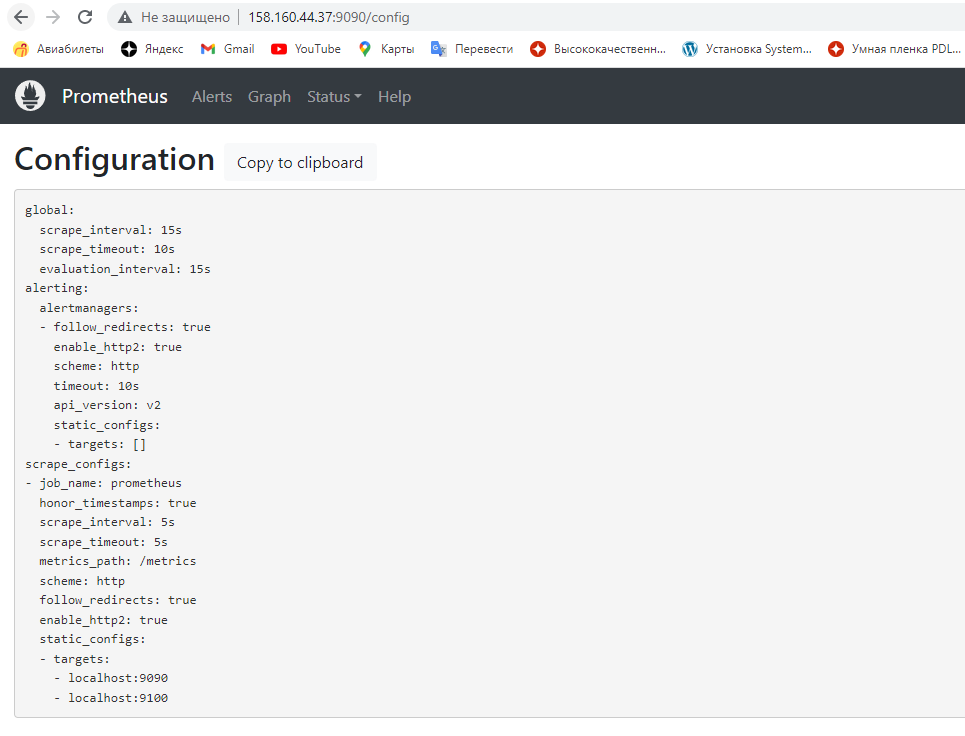 Не защищено 158.160.44.37:9090/config
Авиабилеты Яндекс Gmail YouTube Карты Перевести Высококачественн... Установка System... Умная пленка PDL...
Prometheus Alerts Graph Status Help
Configuration Copy to clipboard
global:
  scrape_interval: 15s
  scrape_timeout: 10s
  evaluation_interval: 15s
alerting:
  alertmanagers:
  - follow_redirects: true
    enable_http2: true
    scheme: http
    timeout: 10s
    api_version: v2
    static_configs:
    - targets: []
scrape_configs:
- job_name: prometheus
  honor_timestamps: true
  scrape_interval: 5s
  scrape_timeout: 5s
  metrics_path: /metrics
  scheme: http
  follow_redirects: true
  enable_http2: true
  static_configs:
  - targets:
    - localhost:9090
    - localhost:9100